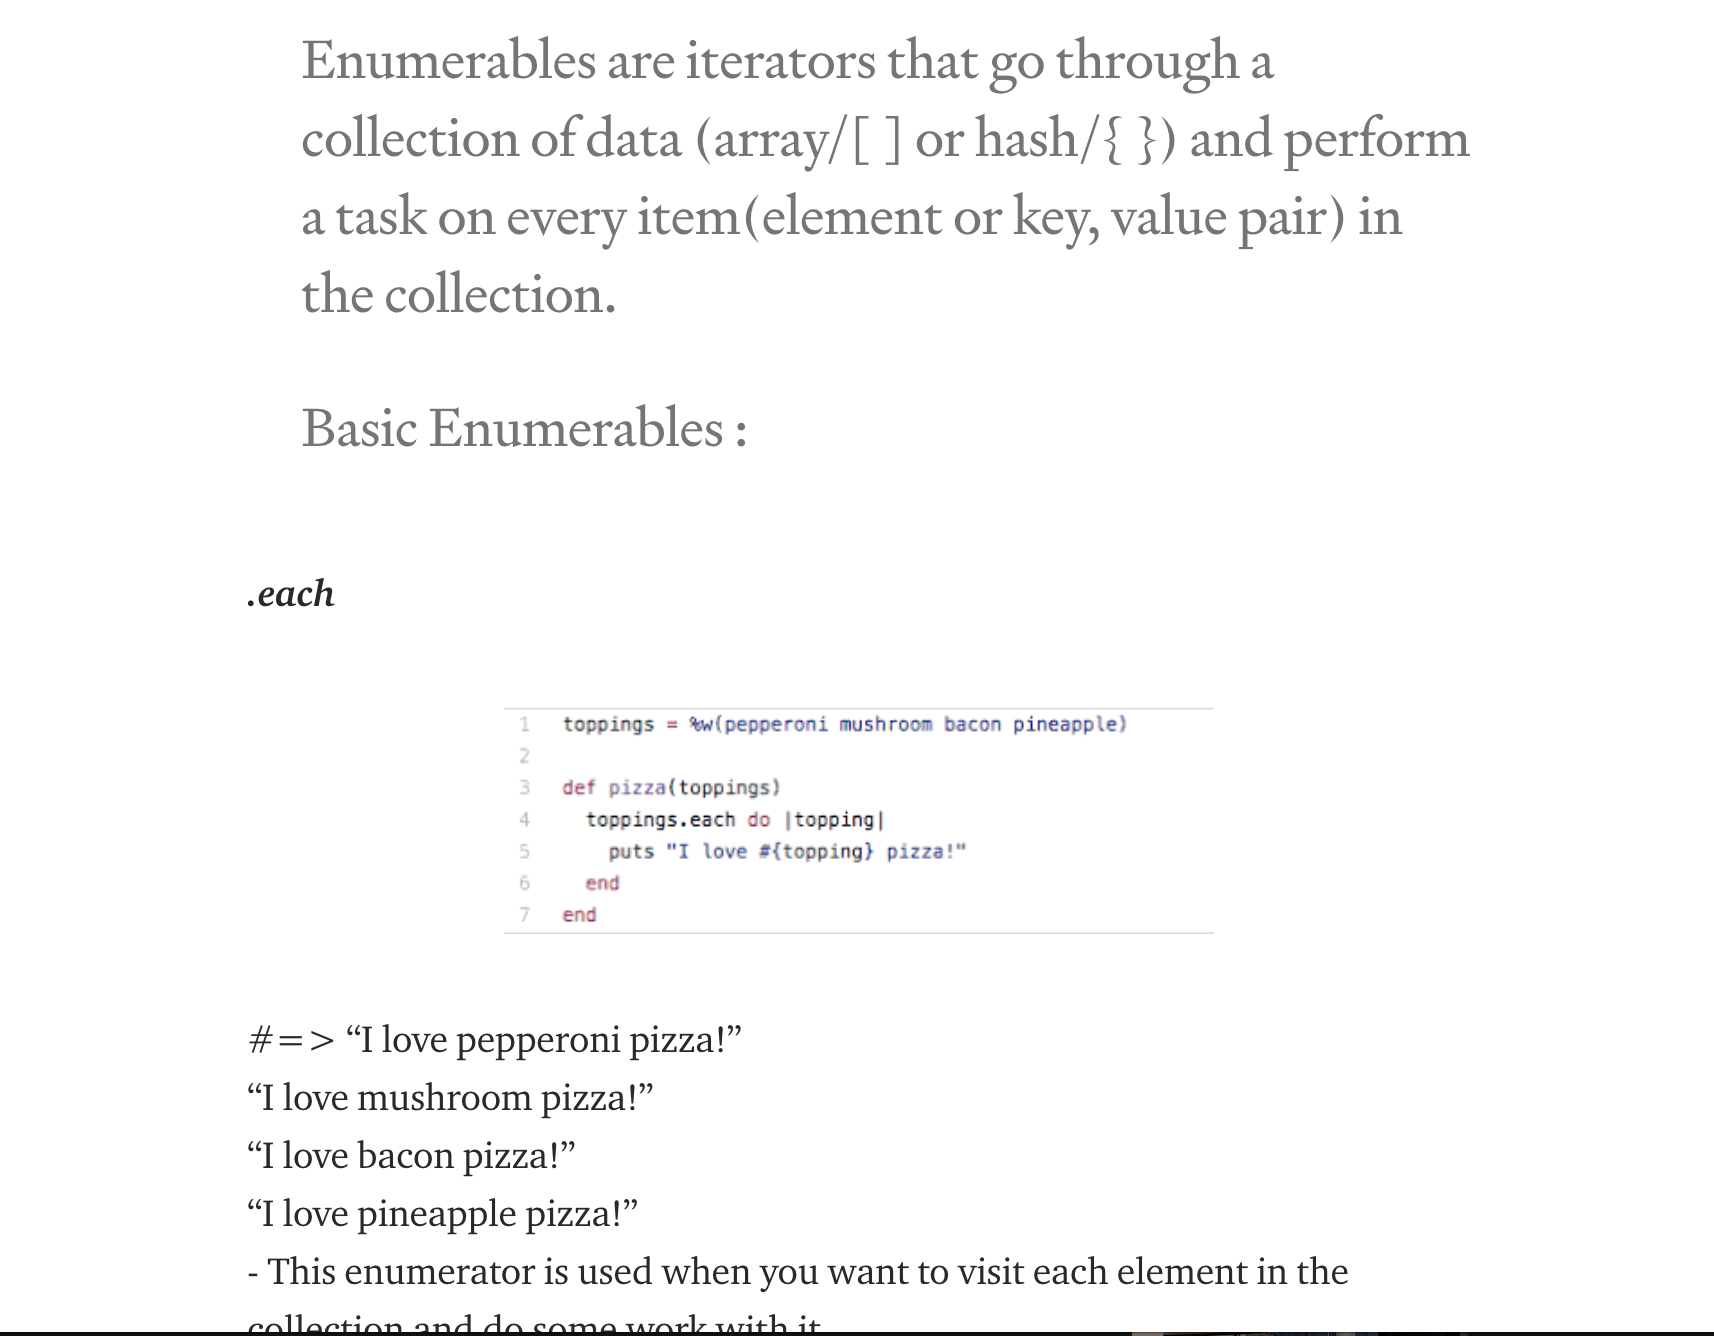 Enumerables are iterators that go through a
collection of data (array/[ ] or hash/{ }) and perform
a task on every item(element or key, value pair) in
the collection.
Basic Enumerables :
.each
1 toppings = %w(pepperoni mushroom bacon pineapple)
2
3 def pizza(toppings)
4 toppings.each do |topping|
5 puts "I love #{topping} pizza!"
6 end
7 end
#=> “I love pepperoni pizza!”
“I love mushroom pizza!”
“I love bacon pizza!”
“I love pineapple pizza!”
- This enumerator is used when you want to visit each element in the
collection and do some work with it